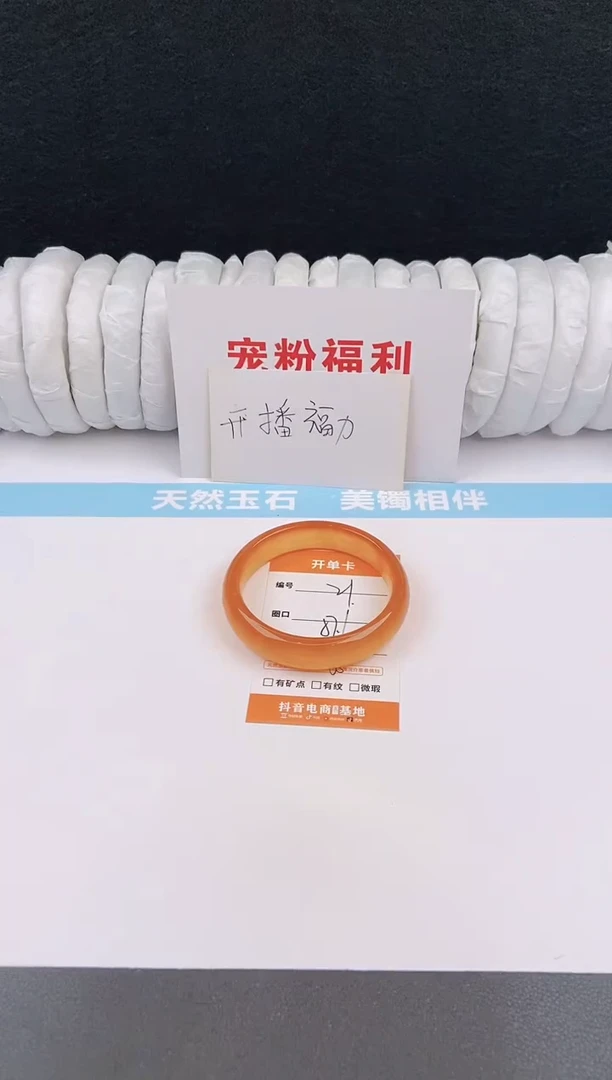 宠粉福利
开播福力
天然玉石 美镯相伴
开单卡
编号 21.
圈口
有矿点 有纹 微瑕
抖音电商 基地